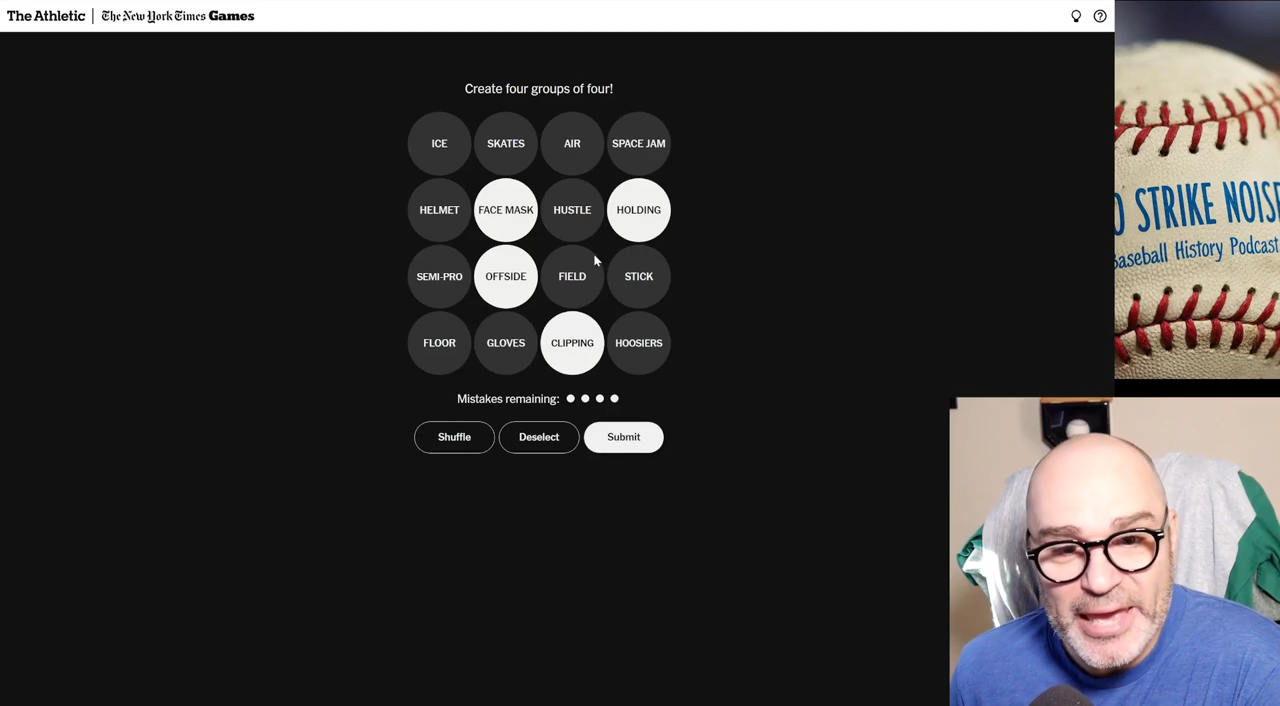 The Athletic | The New York Times Games
Create four groups of four!
ICE SKATES AIR SPACE JAM
HELMET FACE MASK HUSTLE HOLDING
SEMI-PRO OFFSIDE FIELD STICK
FLOOR GLOVES CLIPPING HOOSIERS
Mistakes remaining:
Shuffle Deselect Submit
STRIKE NOISE
Baseball History Podcast